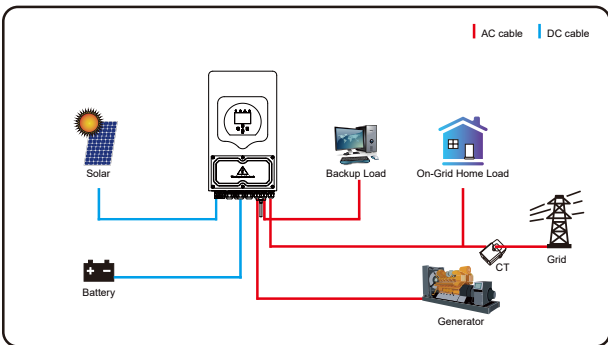 AC cable
DC cable
Solar
Backup Load
On-Grid Home Load
CT
Grid
Battery
Generator